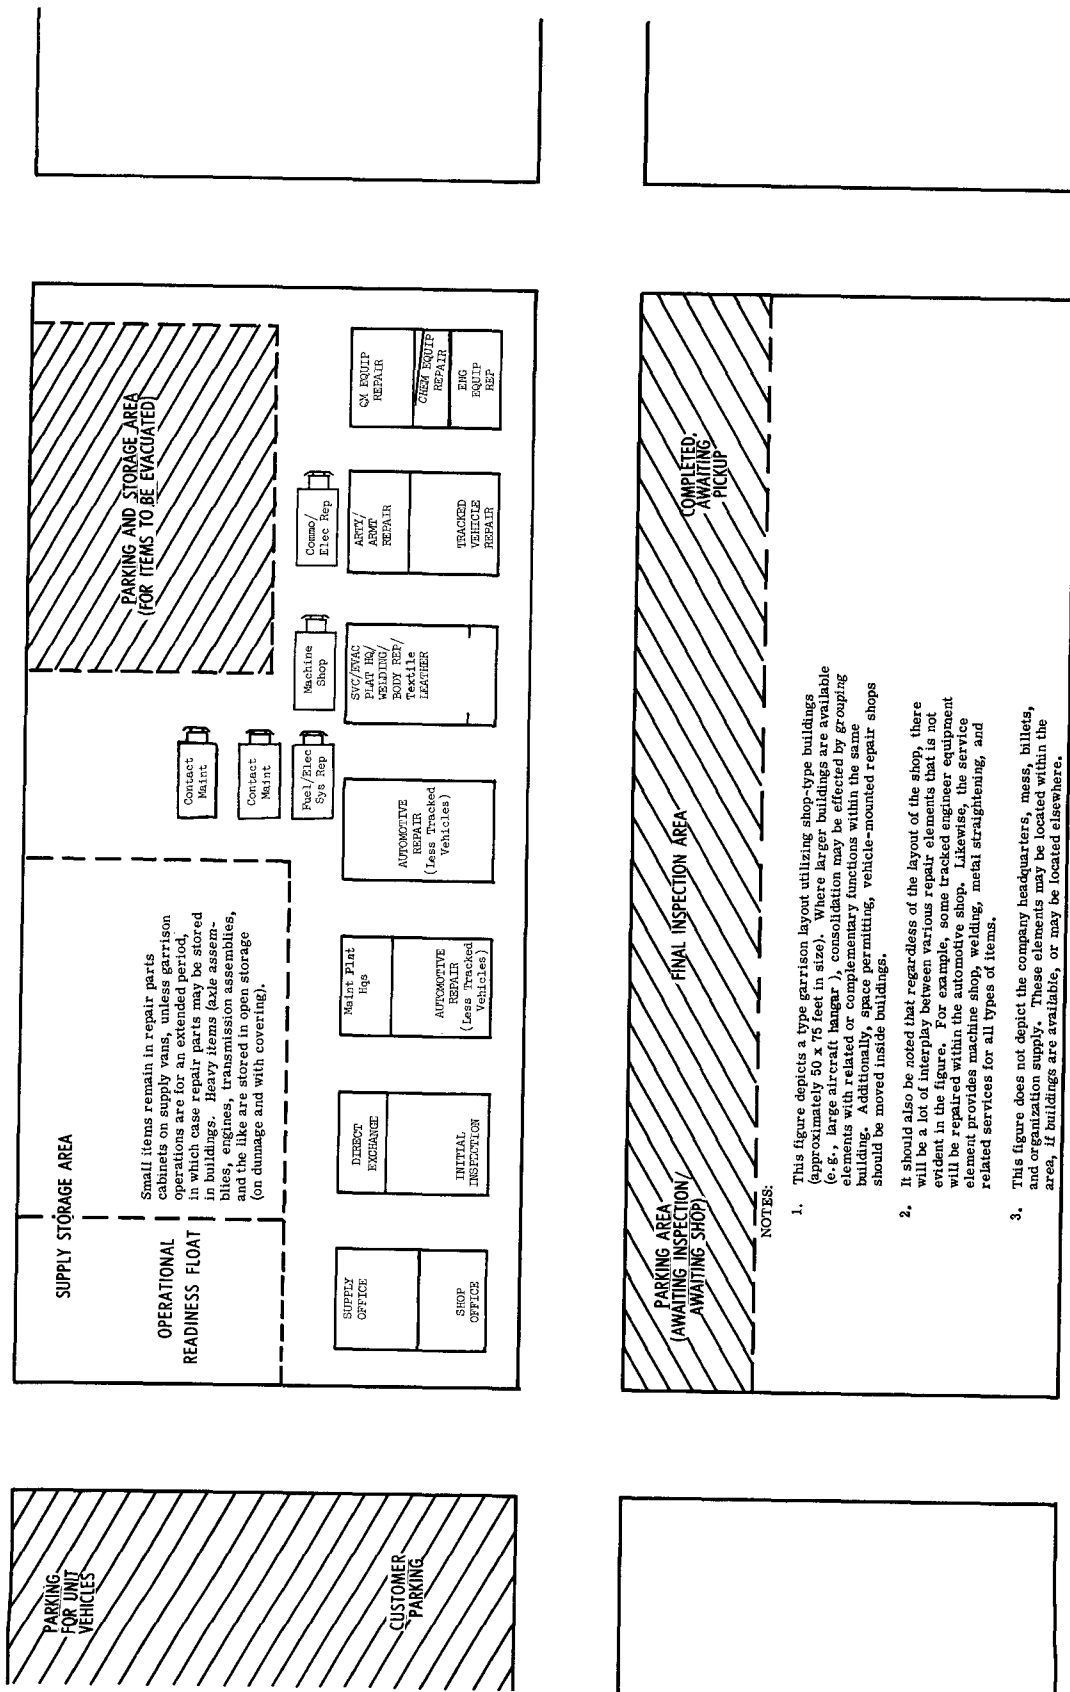 PARKING
FOR UNIT
VEHICLES
CUSTOMER
PARKING
SUPPLY STORAGE AREA
OPERATIONAL
READINESS FLOAT
Small items remain in repair parts
cabinets on supply vans, unless garrison
operations are for an extended period,
in which case repair parts may be stored
in buildings. Heavy items (axle assem-
blies, engines, transmission assemblies,
and the like are stored in open storage
(on dunnage and with covering).
PARKING AND STORAGE AREA
(FOR ITEMS TO BE EVACUATED)
Contact
Maint
Contact
Maint
Fuel/Elec
Sys Rep
Machine
Shop
Commo/
Elec Rep
SUPPLY
OFFICE
SHOP
OFFICE
DIRECT
EXCHANGE
INITIAL
INSPECTION
Maint Plat
Hqs
AUTOMOTIVE
REPAIR
(Less Tracked
Vehicles)
AUTOMOTIVE
REPAIR
(Less Tracked
Vehicles)
SVC/EVAC
PLAT HQ/
WELDING/
BODY REP/
Textile
LEATHER
ARTY/
ARMT
REPAIR
TRACKED
VEHICLE
REPAIR
QM EQUIP
REPAIR
CHEM EQUIP
REPAIR
ENG
EQUIP
REP
PARKING AREA
(AWAITING INSPECTION/
AWAITING SHOP)
FINAL INSPECTION AREA
COMPLETED,
AWAITING
PICKUP
NOTES:
1. This figure depicts a type garrison layout utilizing shop-type buildings
(approximately 50 x 75 feet in size). Where larger buildings are available
(e.g., large aircraft hangar ), consolidation may be effected by grouping
elements with related or complementary functions within the same
building. Additionally, space permitting, vehicle-mounted repair shops
should be moved inside buildings.
2. It should also be noted that regardless of the layout of the shop, there
will be a lot of interplay between various repair elements that is not
evident in the figure. For example, some tracked engineer equipment
will be repaired within the automotive shop. Likewise, the service
element provides machine shop, welding, metal straightening, and
related services for all types of items.
3. This figure does not depict the company headquarters, mess, billets,
and organization supply. These elements may be located within the
area, if buildings are available, or may be located elsewhere.